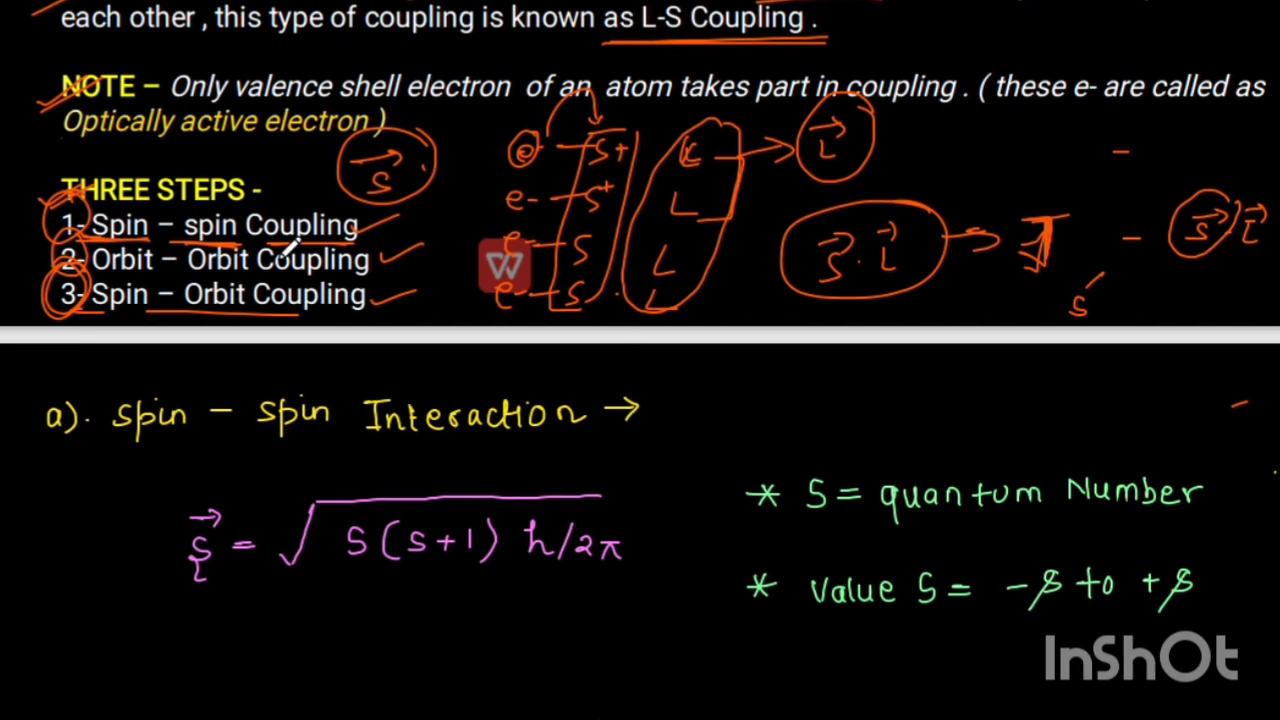 each other , this type of coupling is known as L-S Coupling .
NOTE – Only valence shell electron of an atom takes part in coupling . ( these e- are called as
Optically active electron )
THREE STEPS -
1- Spin – spin Coupling
2- Orbit – Orbit Coupling
3- Spin – Orbit Coupling
S
e S+ L → L
e- S+ L
e- S L
e- S L
S . L → J
S / L
S
a). Spin – spin Interaction →
S = √ S(S+1) h/2π
* S = quantum Number
* Value S = -s to +s
InShOt